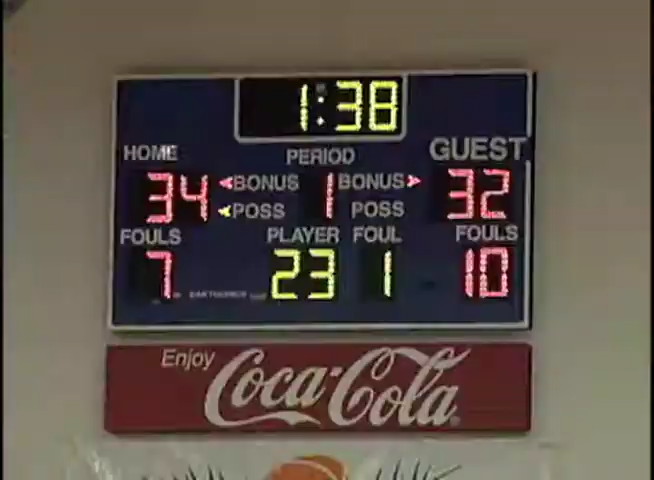 1:38
HOME PERIOD GUEST
34 BONUS 1 BONUS 32
POSS POSS
FOULS PLAYER FOUL FOULS
7 23 1 10
Enjoy
Coca-Cola